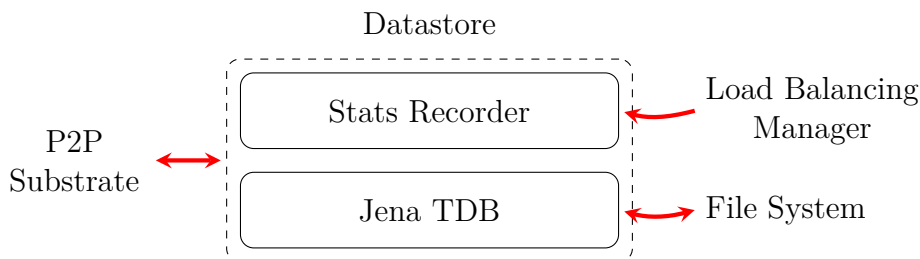 Datastore
Stats Recorder
Load Balancing
Manager
P2P
Substrate
Jena TDB
File System